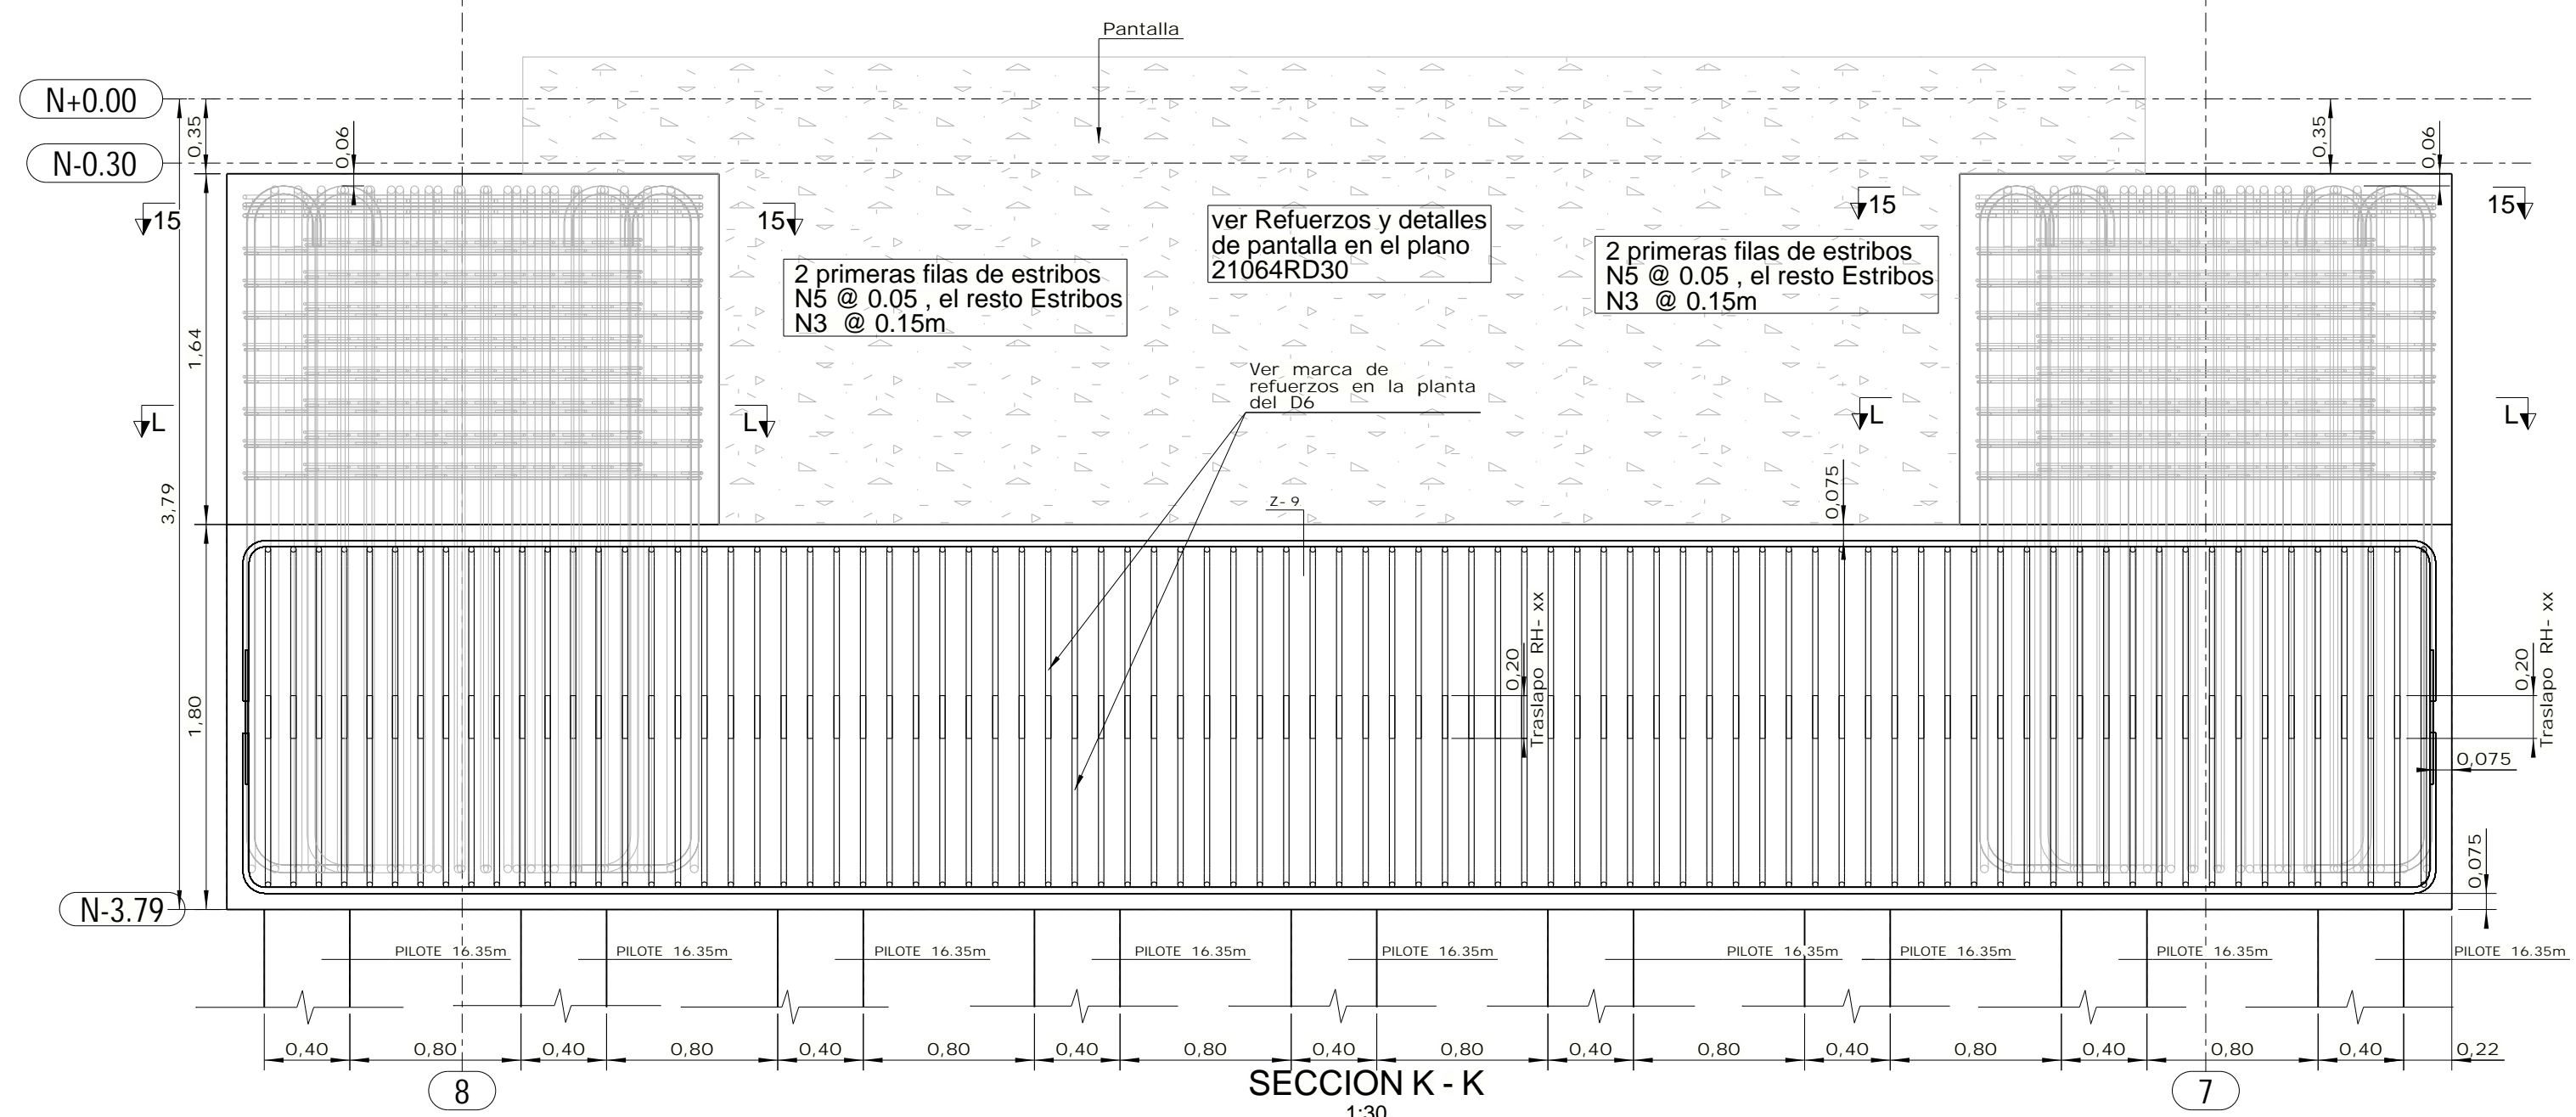 Pantalla
N+0.00
0,35
0,06
0,35
0,06
N-0.30
15
15
15
15
ver Refuerzos y detalles
de pantalla en el plano
21064RD30
2 primeras filas de estribos
N5 @ 0.05 , el resto Estribos
N3 @ 0.15m
2 primeras filas de estribos
N5 @ 0.05 , el resto Estribos
N3 @ 0.15m
1,64
Ver marca de
refuerzos en la planta
del D6
L
L
L
L
3,79
Z-9
0,075
1,80
0,20
Traslapo RH-xx
0,20
Traslapo RH-xx
0,075
0,075
N-3.79
PILOTE 16.35m
PILOTE 16.35m
PILOTE 16.35m
PILOTE 16.35m
PILOTE 16.35m
PILOTE 16.35m
PILOTE 16.35m
PILOTE 16.35m
PILOTE 16.35m
0,40
0,80
0,40
0,80
0,40
0,80
0,40
0,80
0,40
0,80
0,40
0,80
0,40
0,80
0,40
0,80
0,40
0,22
8
SECCION K - K
1:30
7